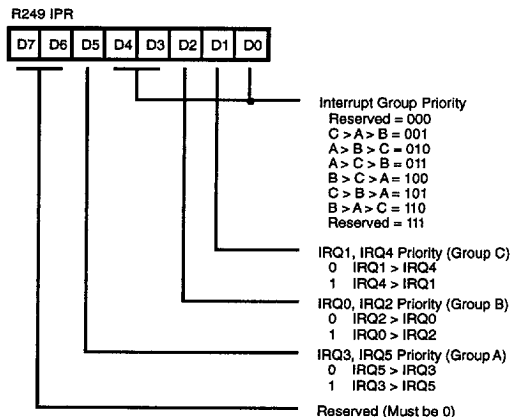 R249 IPR
D7 D6 D5 D4 D3 D2 D1 D0
Interrupt Group Priority
Reserved = 000
C > A > B = 001
A > B > C = 010
A > C > B = 011
B > C > A = 100
C > B > A = 101
B > A > C = 110
Reserved = 111
IRQ1, IRQ4 Priority (Group C)
0 IRQ1 > IRQ4
1 IRQ4 > IRQ1
IRQ0, IRQ2 Priority (Group B)
0 IRQ2 > IRQ0
1 IRQ0 > IRQ2
IRQ3, IRQ5 Priority (Group A)
0 IRQ5 > IRQ3
1 IRQ3 > IRQ5
Reserved (Must be 0)